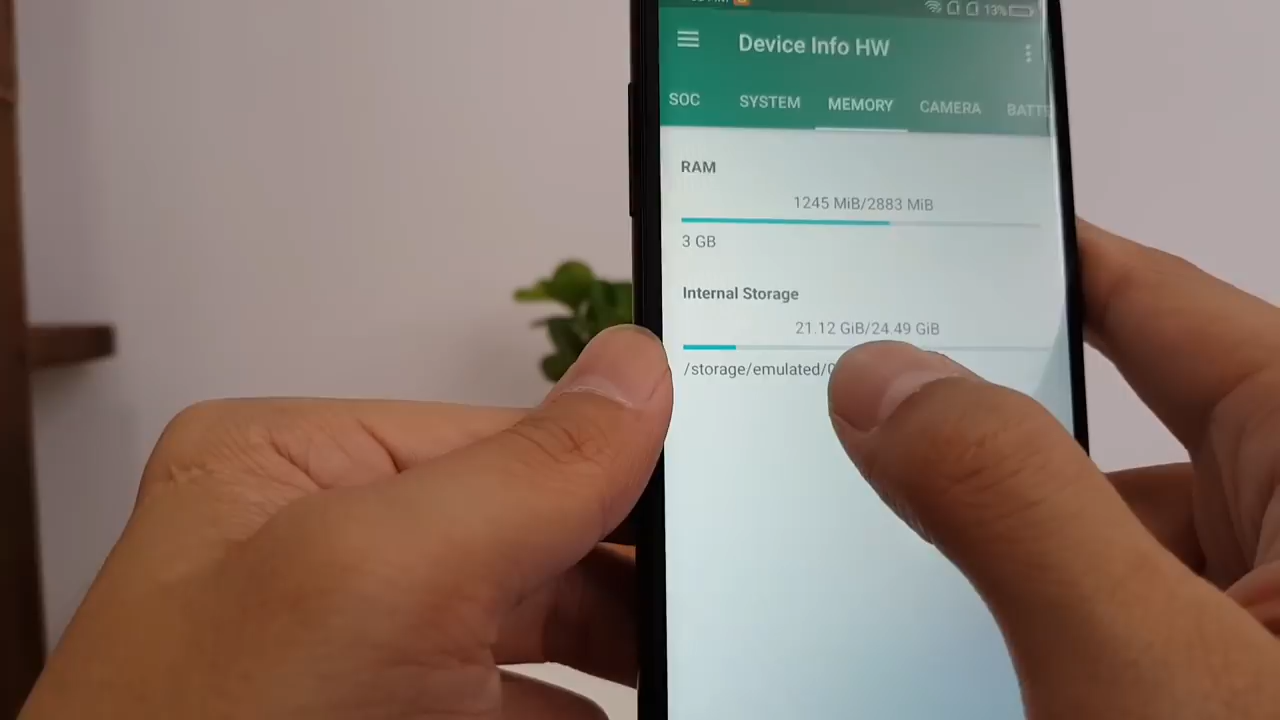 13%
Device Info HW
SOC SYSTEM MEMORY CAMERA BATT
RAM
1245 MiB/2883 MiB
3 GB
Internal Storage
21.12 GiB/24.49 GiB
/storage/emulated/